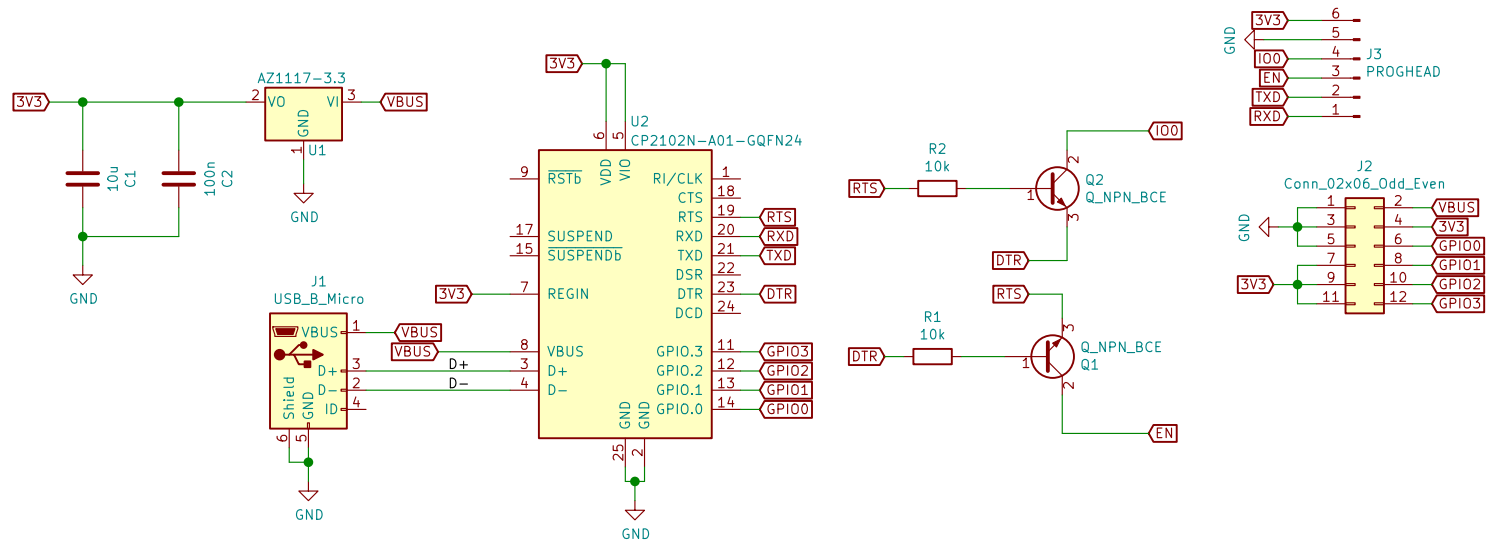 3V3
2
VO
AZ1117-3.3
VI
3
VBUS
GND
1
U1
GND
10u
C1
100n
C2
GND
J1
USB_B_Micro
VBUS
1
VBUS
D+
3
D-
2
ID
4
Shield
GND
6
5
GND
D+
D-
3V3
6
5
U2
CP2102N-A01-GQFN24
VDD
VIO
9
RSTb
17
SUSPEND
15
SUSPENDb
3V3
7
REGIN
VBUS
8
VBUS
3
D+
4
D-
RI/CLK
1
CTS
18
RTS
19
RTS
RXD
20
RXD
TXD
21
TXD
DSR
22
DTR
23
DTR
DCD
24
GPIO.3
11
GPIO3
GPIO.2
12
GPIO2
GPIO.1
13
GPIO1
GPIO.0
14
GPIO0
GND
GND
25
2
GND
RTS
R2
10k
1
2
3
Q2
Q_NPN_BCE
IO0
DTR
RTS
DTR
R1
10k
1
3
2
Q_NPN_BCE
Q1
EN
3V3
6
GND
5
IO0
4
EN
3
TXD
2
RXD
1
J3
PROGHEAD
J2
Conn_02x06_Odd_Even
1
2
VBUS
GND
3
4
3V3
5
6
GPIO0
7
8
GPIO1
3V3
9
10
GPIO2
11
12
GPIO3